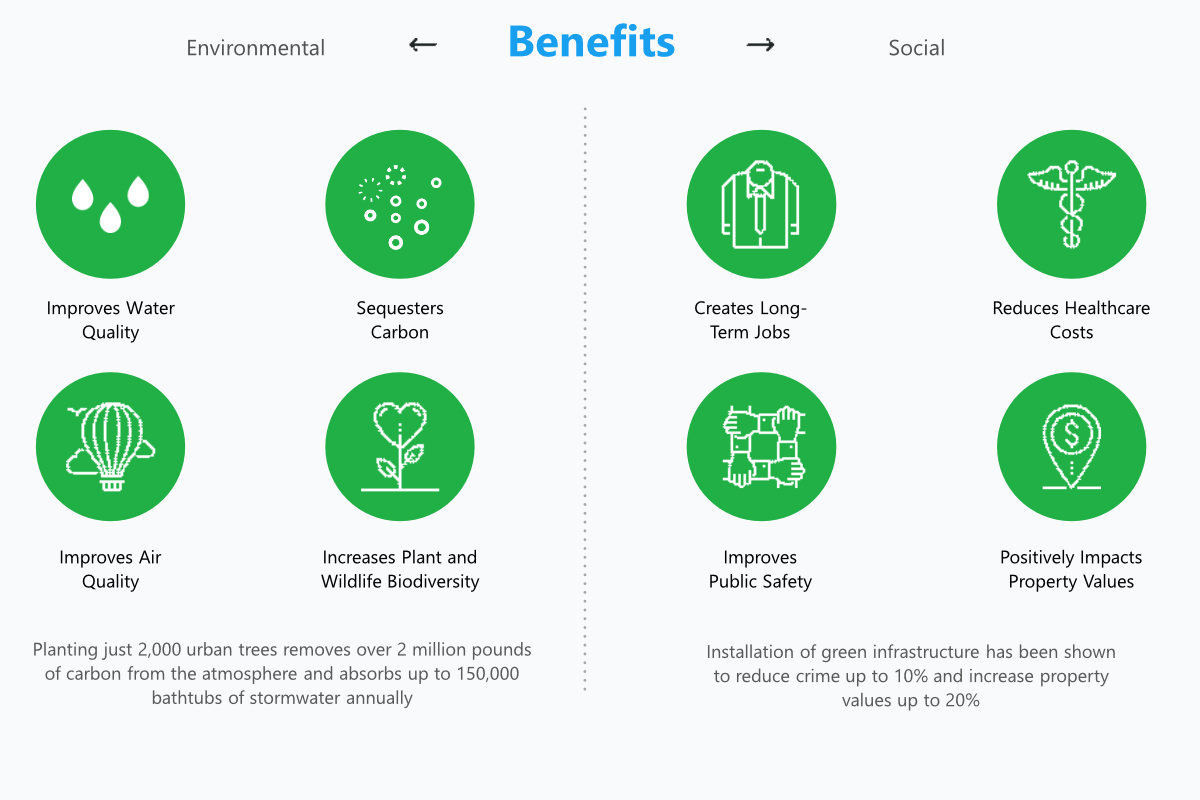 Environmental ← Benefits → Social
Improves Water
Quality
Sequesters
Carbon
Creates Long-
Term Jobs
Reduces Healthcare
Costs
$
Improves Air
Quality
Increases Plant and
Wildlife Biodiversity
Improves
Public Safety
Positively Impacts
Property Values
Planting just 2,000 urban trees removes over 2 million pounds
of carbon from the atmosphere and absorbs up to 150,000
bathtubs of stormwater annually
Installation of green infrastructure has been shown
to reduce crime up to 10% and increase property
values up to 20%